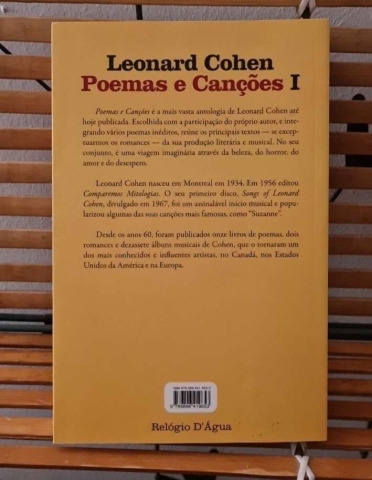 Leonard Cohen
Poemas e Canções I
Poemas e Canções é a mais vasta antologia de Leonard Cohen até
hoje publicada. Escolhida com a participação do próprio autor, e inte-
grando vários poemas inéditos, reúne os principais textos — se excep-
tuarmos os romances — da sua produção literária e musical. No seu
conjunto, é uma viagem imaginária através da beleza, do horror, do
amor e do desespero.
Leonard Cohen nasceu em Montreal em 1934. Em 1956 editou
Comparemos Mitologias. O seu primeiro disco, Songs of Leonard
Cohen, divulgado em 1967, foi um assinalável início musical e popu-
larizou algumas das suas canções mais famosas, como "Suzanne".
Desde os anos 60, foram publicados onze livros de poemas, dois
romances e dezassete álbuns musicais de Cohen, que o tornaram um
dos mais conhecidos e influentes artistas, no Canadá, nos Estados
Unidos da América e na Europa.
Relógio D'Água